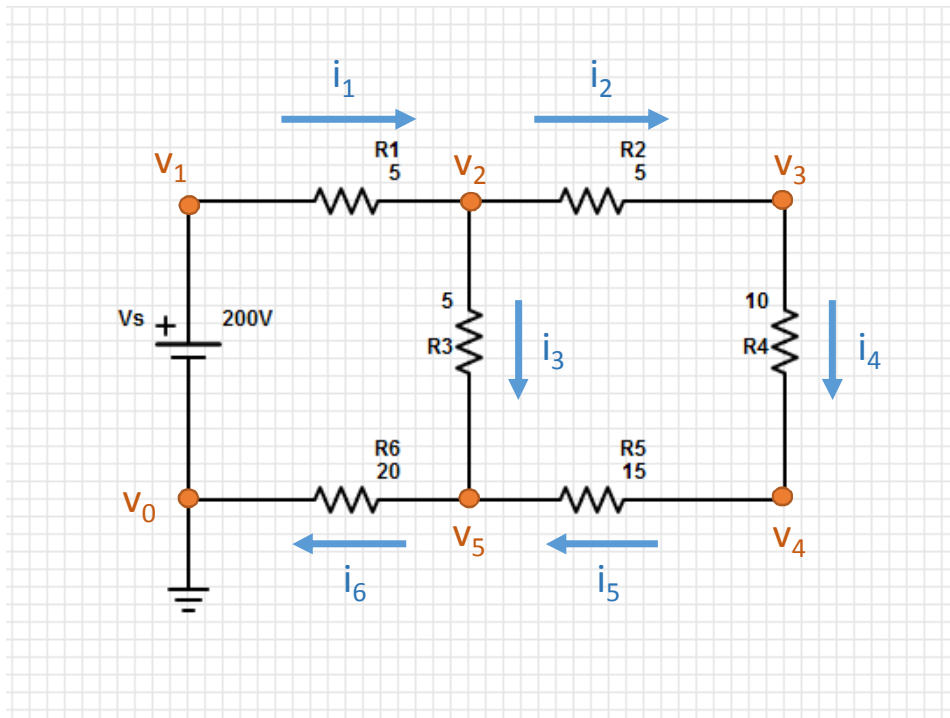 i₁
i₂
R1
5
R2
5
v₁
v₂
v₃
Vs +
200V
5
R3
i₃
10
R4
i₄
R6
20
R5
15
v₀
v₅
v₄
i₆
i₅